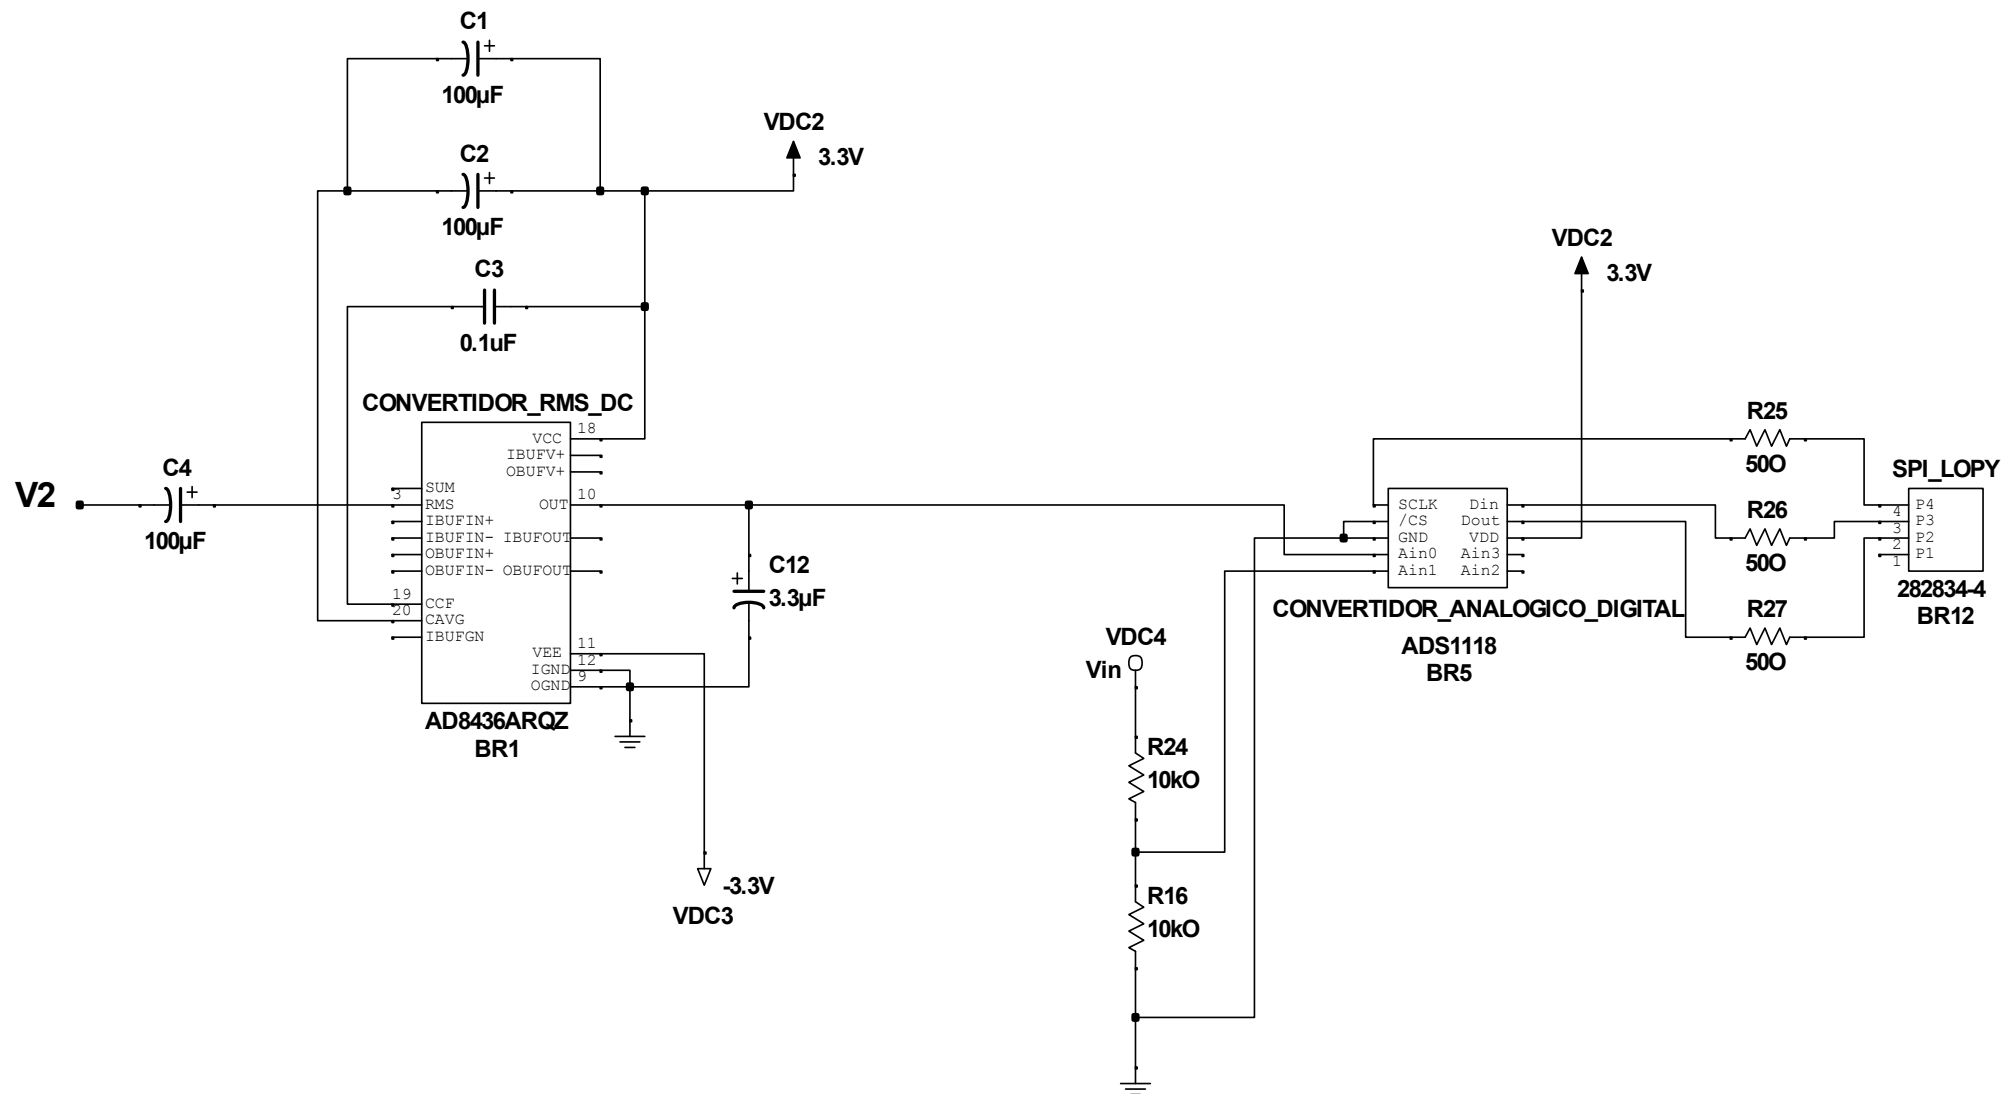 C1
100µF
C2
100µF
VDC2
3.3V
C3
0.1uF
CONVERTIDOR_RMS_DC
V2
C4
100µF
3
SUM
RMS
IBUFIN+
IBUFIN-
OBUFIN+
OBUFIN-
19
CCF
20
CAVG
IBUFGN
VCC
18
IBUFV+
OBUFV+
OUT
10
IBUFOUT
OBUFOUT
VEE
11
IGND
12
OGND
9
AD8436ARQZ
BR1
C12
3.3µF
-3.3V
VDC3
VDC4
Vin
R24
10kO
R16
10kO
VDC2
3.3V
SCLK
/CS
GND
Ain0
Ain1
Din
Dout
VDD
Ain3
Ain2
CONVERTIDOR_ANALOGICO_DIGITAL
ADS1118
BR5
R25
50O
R26
50O
R27
50O
SPI_LOPY
P4
4
P3
3
P2
2
P1
1
282834-4
BR12